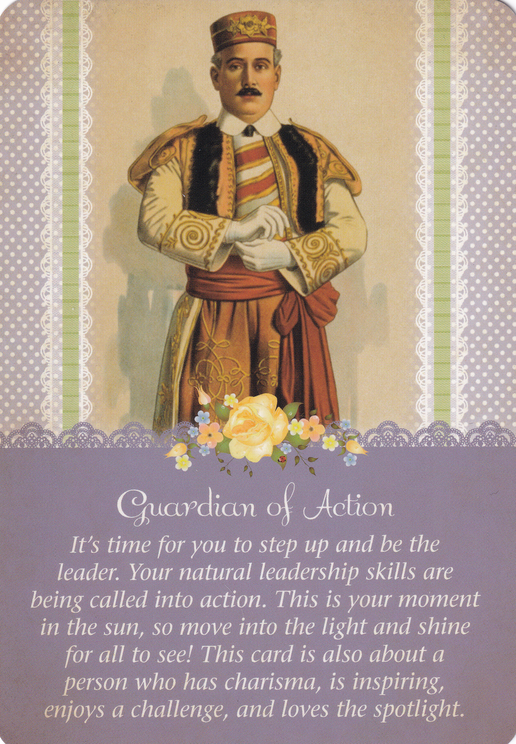 Guardian of Action
It's time for you to step up and be the
leader. Your natural leadership skills are
being called into action. This is your moment
in the sun, so move into the light and shine
for all to see! This card is also about a
person who has charisma, is inspiring,
enjoys a challenge, and loves the spotlight.